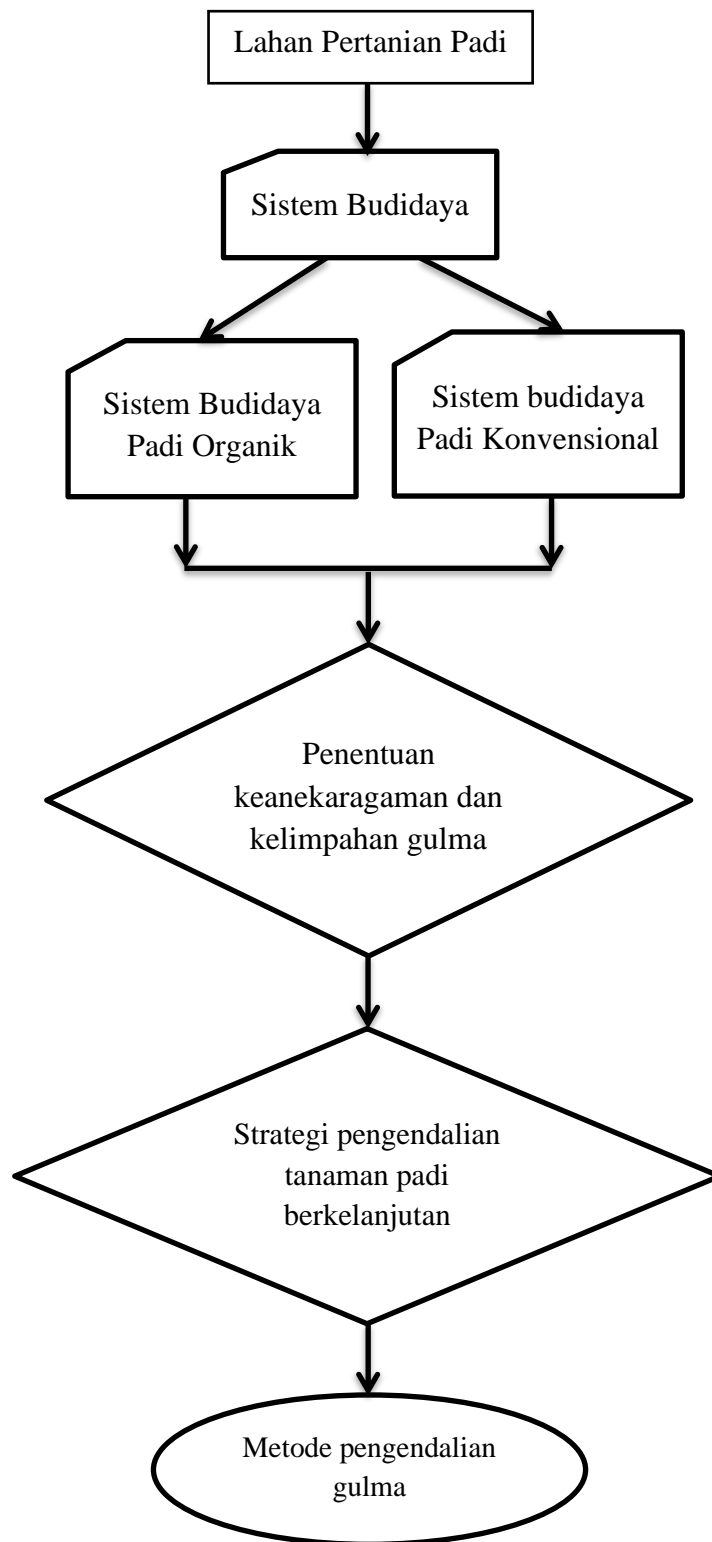 Lahan Pertanian Padi
Sistem Budidaya
Sistem Budidaya
Padi Organik
Sistem budidaya
Padi Konvensional
Penentuan
keanekaragaman dan
kelimpahan gulma
Strategi pengendalian
tanaman padi
berkelanjutan
Metode pengendalian
gulma